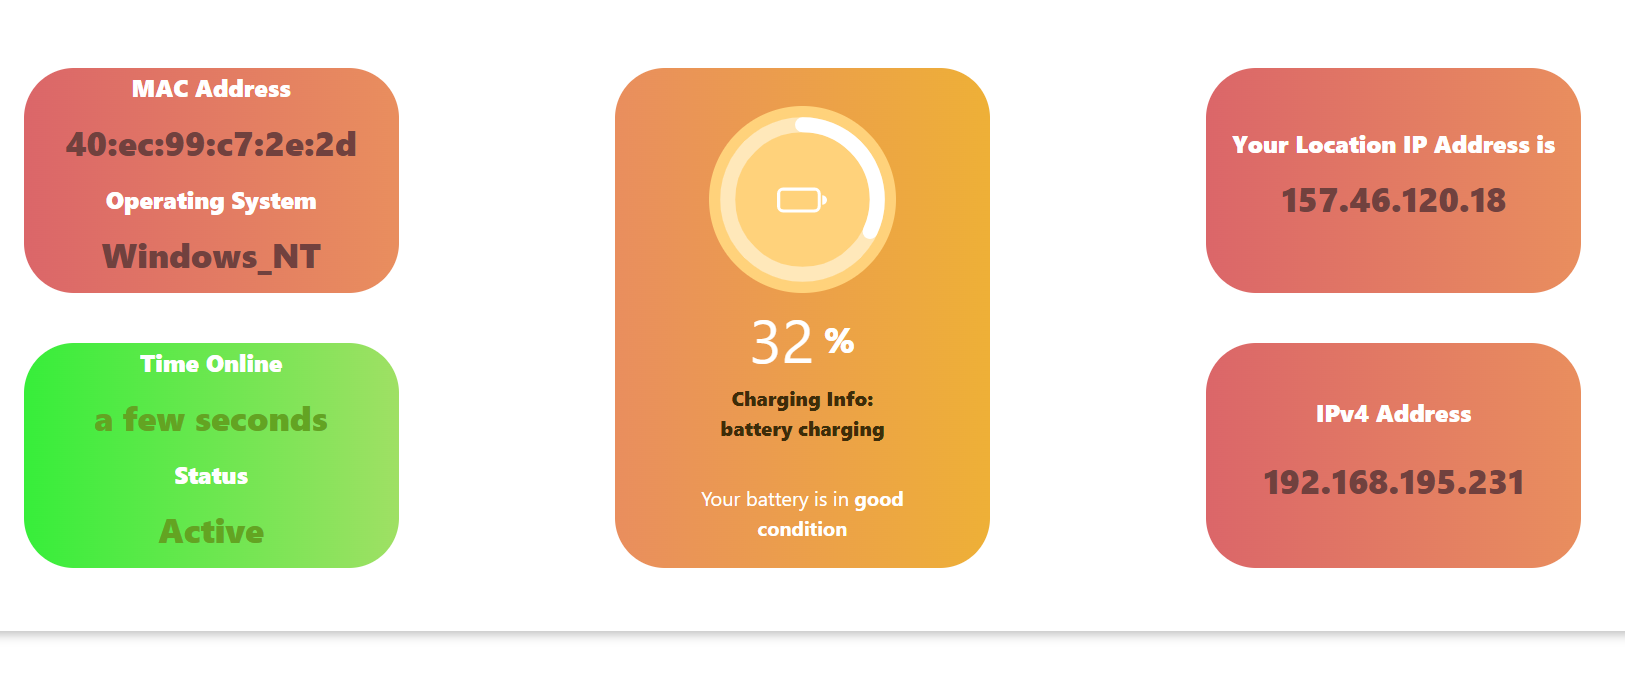 MAC Address
40:ec:99:c7:2e:2d
Operating System
Windows_NT
Time Online
a few seconds
Status
Active
32 %
Charging Info:
battery charging
Your battery is in good
condition
Your Location IP Address is
157.46.120.18
IPv4 Address
192.168.195.231